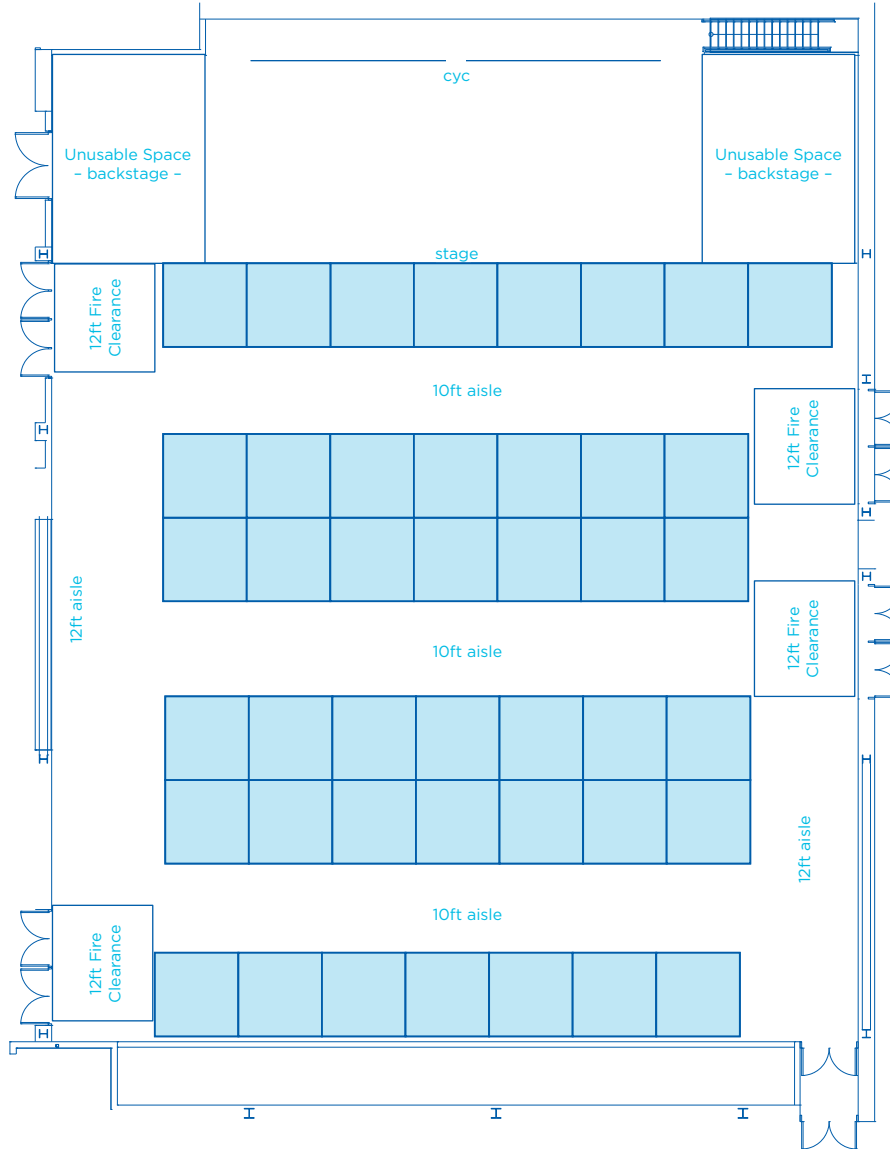 cyc
Unusable Space
– backstage –
Unusable Space
– backstage –
stage
12ft Fire
Clearance
10ft aisle
12ft Fire
Clearance
12ft aisle
10ft aisle
12ft Fire
Clearance
12ft aisle
10ft aisle
12ft Fire
Clearance